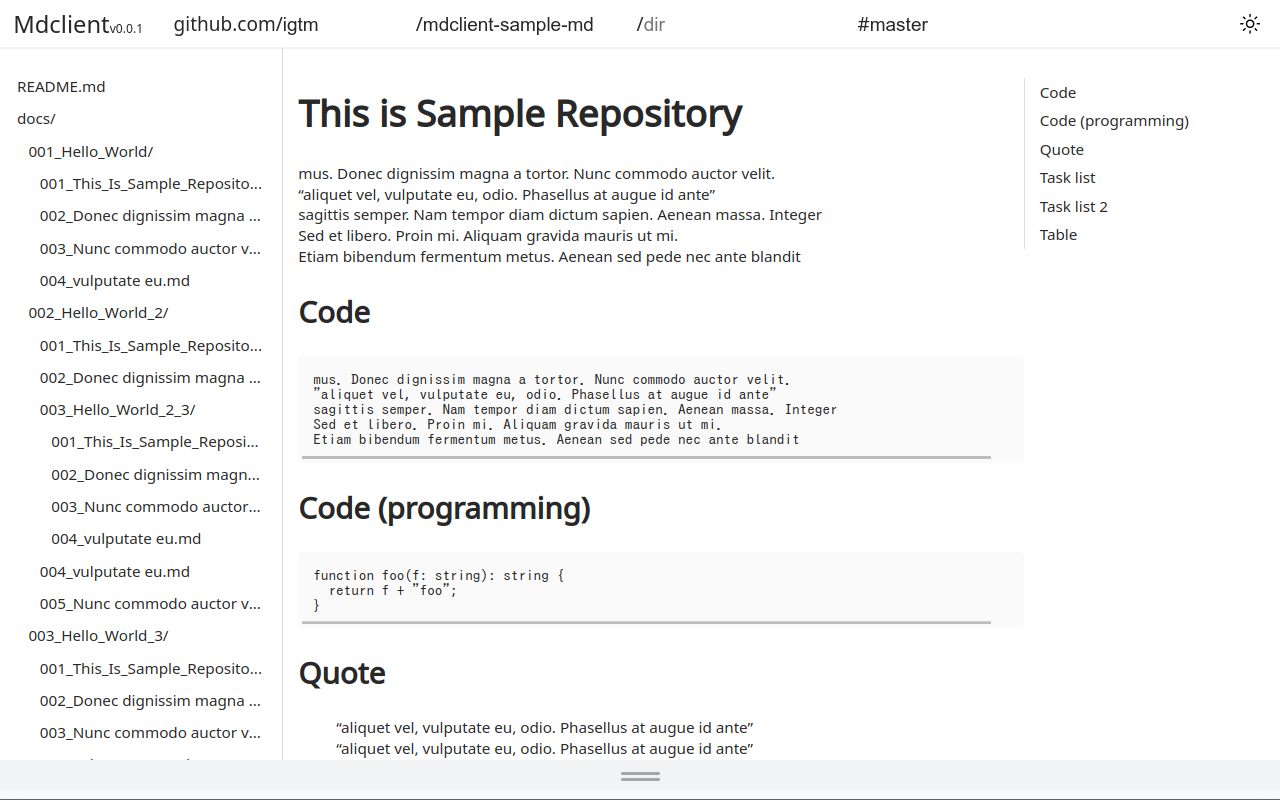 Mdclientv0.0.1 github.com/igtm /mdclient-sample-md /dir #master
README.md
docs/
001_Hello_World/
001_This_Is_Sample_Reposito...
002_Donec dignissim magna ...
003_Nunc commodo auctor v...
004_vulputate eu.md
002_Hello_World_2/
001_This_Is_Sample_Reposito...
002_Donec dignissim magna ...
003_Hello_World_2_3/
001_This_Is_Sample_Reposi...
002_Donec dignissim magn...
003_Nunc commodo auctor...
004_vulputate eu.md
004_vulputate eu.md
005_Nunc commodo auctor v...
003_Hello_World_3/
001_This_Is_Sample_Reposito...
002_Donec dignissim magna ...
003_Nunc commodo auctor v...
This is Sample Repository
mus. Donec dignissim magna a tortor. Nunc commodo auctor velit.
“aliquet vel, vulputate eu, odio. Phasellus at augue id ante”
sagittis semper. Nam tempor diam dictum sapien. Aenean massa. Integer
Sed et libero. Proin mi. Aliquam gravida mauris ut mi.
Etiam bibendum fermentum metus. Aenean sed pede nec ante blandit
Code
mus. Donec dignissim magna a tortor. Nunc commodo auctor velit.
”aliquet vel, vulputate eu, odio. Phasellus at augue id ante”
sagittis semper. Nam tempor diam dictum sapien. Aenean massa. Integer
Sed et libero. Proin mi. Aliquam gravida mauris ut mi.
Etiam bibendum fermentum metus. Aenean sed pede nec ante blandit
Code (programming)
function foo(f: string): string {
  return f + ”foo”;
}
Quote
“aliquet vel, vulputate eu, odio. Phasellus at augue id ante”
“aliquet vel, vulputate eu, odio. Phasellus at augue id ante”
Code
Code (programming)
Quote
Task list
Task list 2
Table